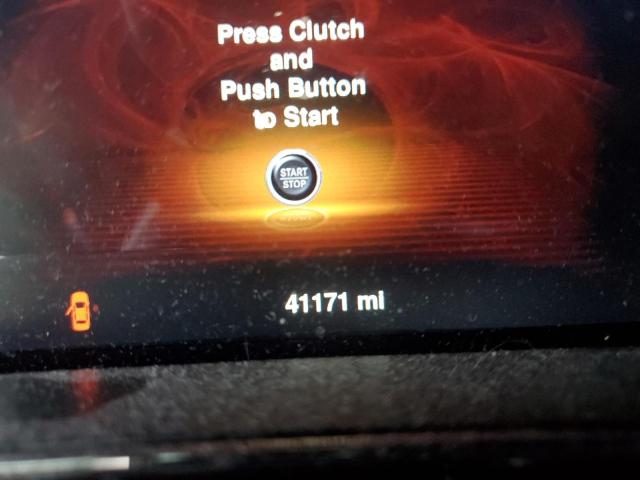 Press Clutch
and
Push Button
to Start
START
STOP
41171 mi